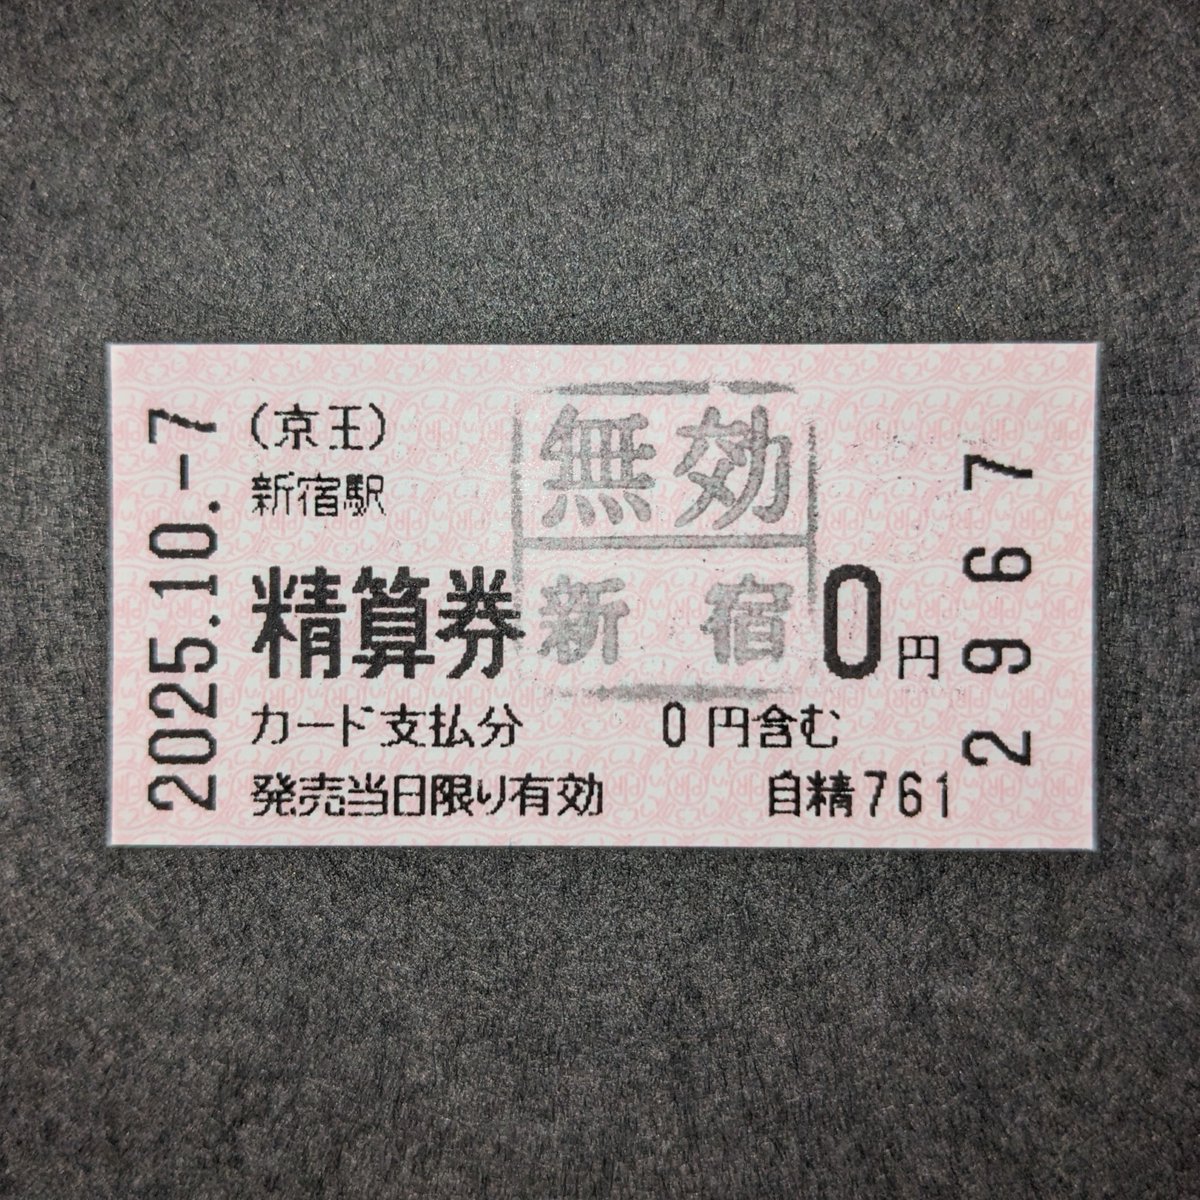 2025.10.-7
(京王)
新宿駅
無効
新宿
精算券 0円
カード支払分 0円含む
発売当日限り有効 自精761
2967